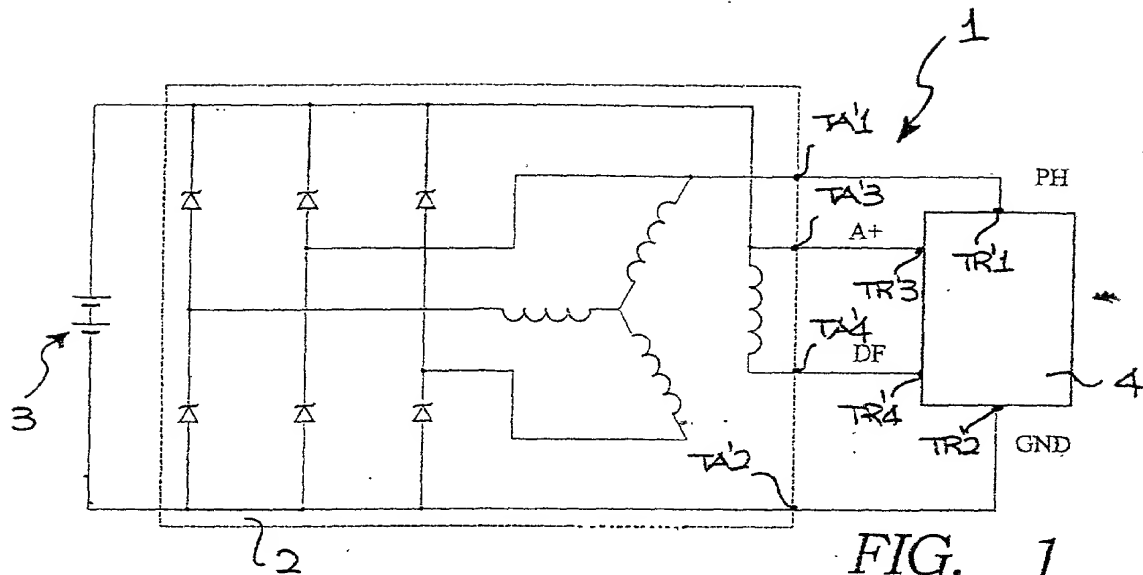 1
TA'1
TA'3
PH
A+
TR'1
TR'3
TA'4
DF
3
4
TR'4
TR'2
GND
TA'2
2
FIG. 1